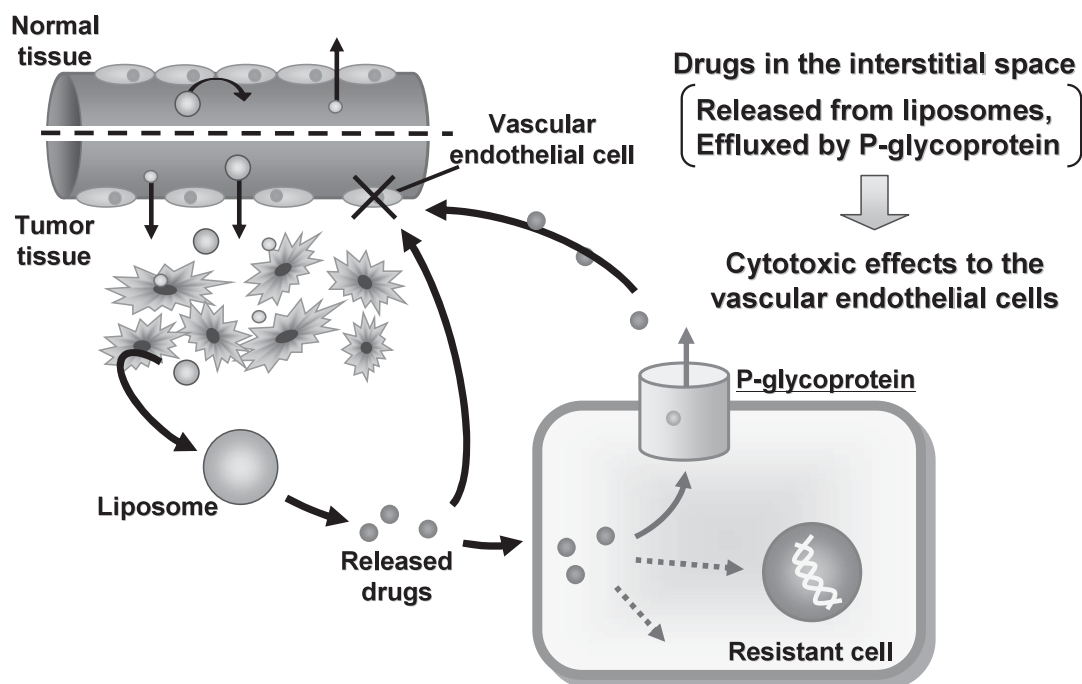 Normal
tissue
Drugs in the interstitial space
Released from liposomes,
Effluxed by P-glycoprotein
Vascular
endothelial cell
Tumor
tissue
Cytotoxic effects to the
vascular endothelial cells
P-glycoprotein
Liposome
Released
drugs
Resistant cell